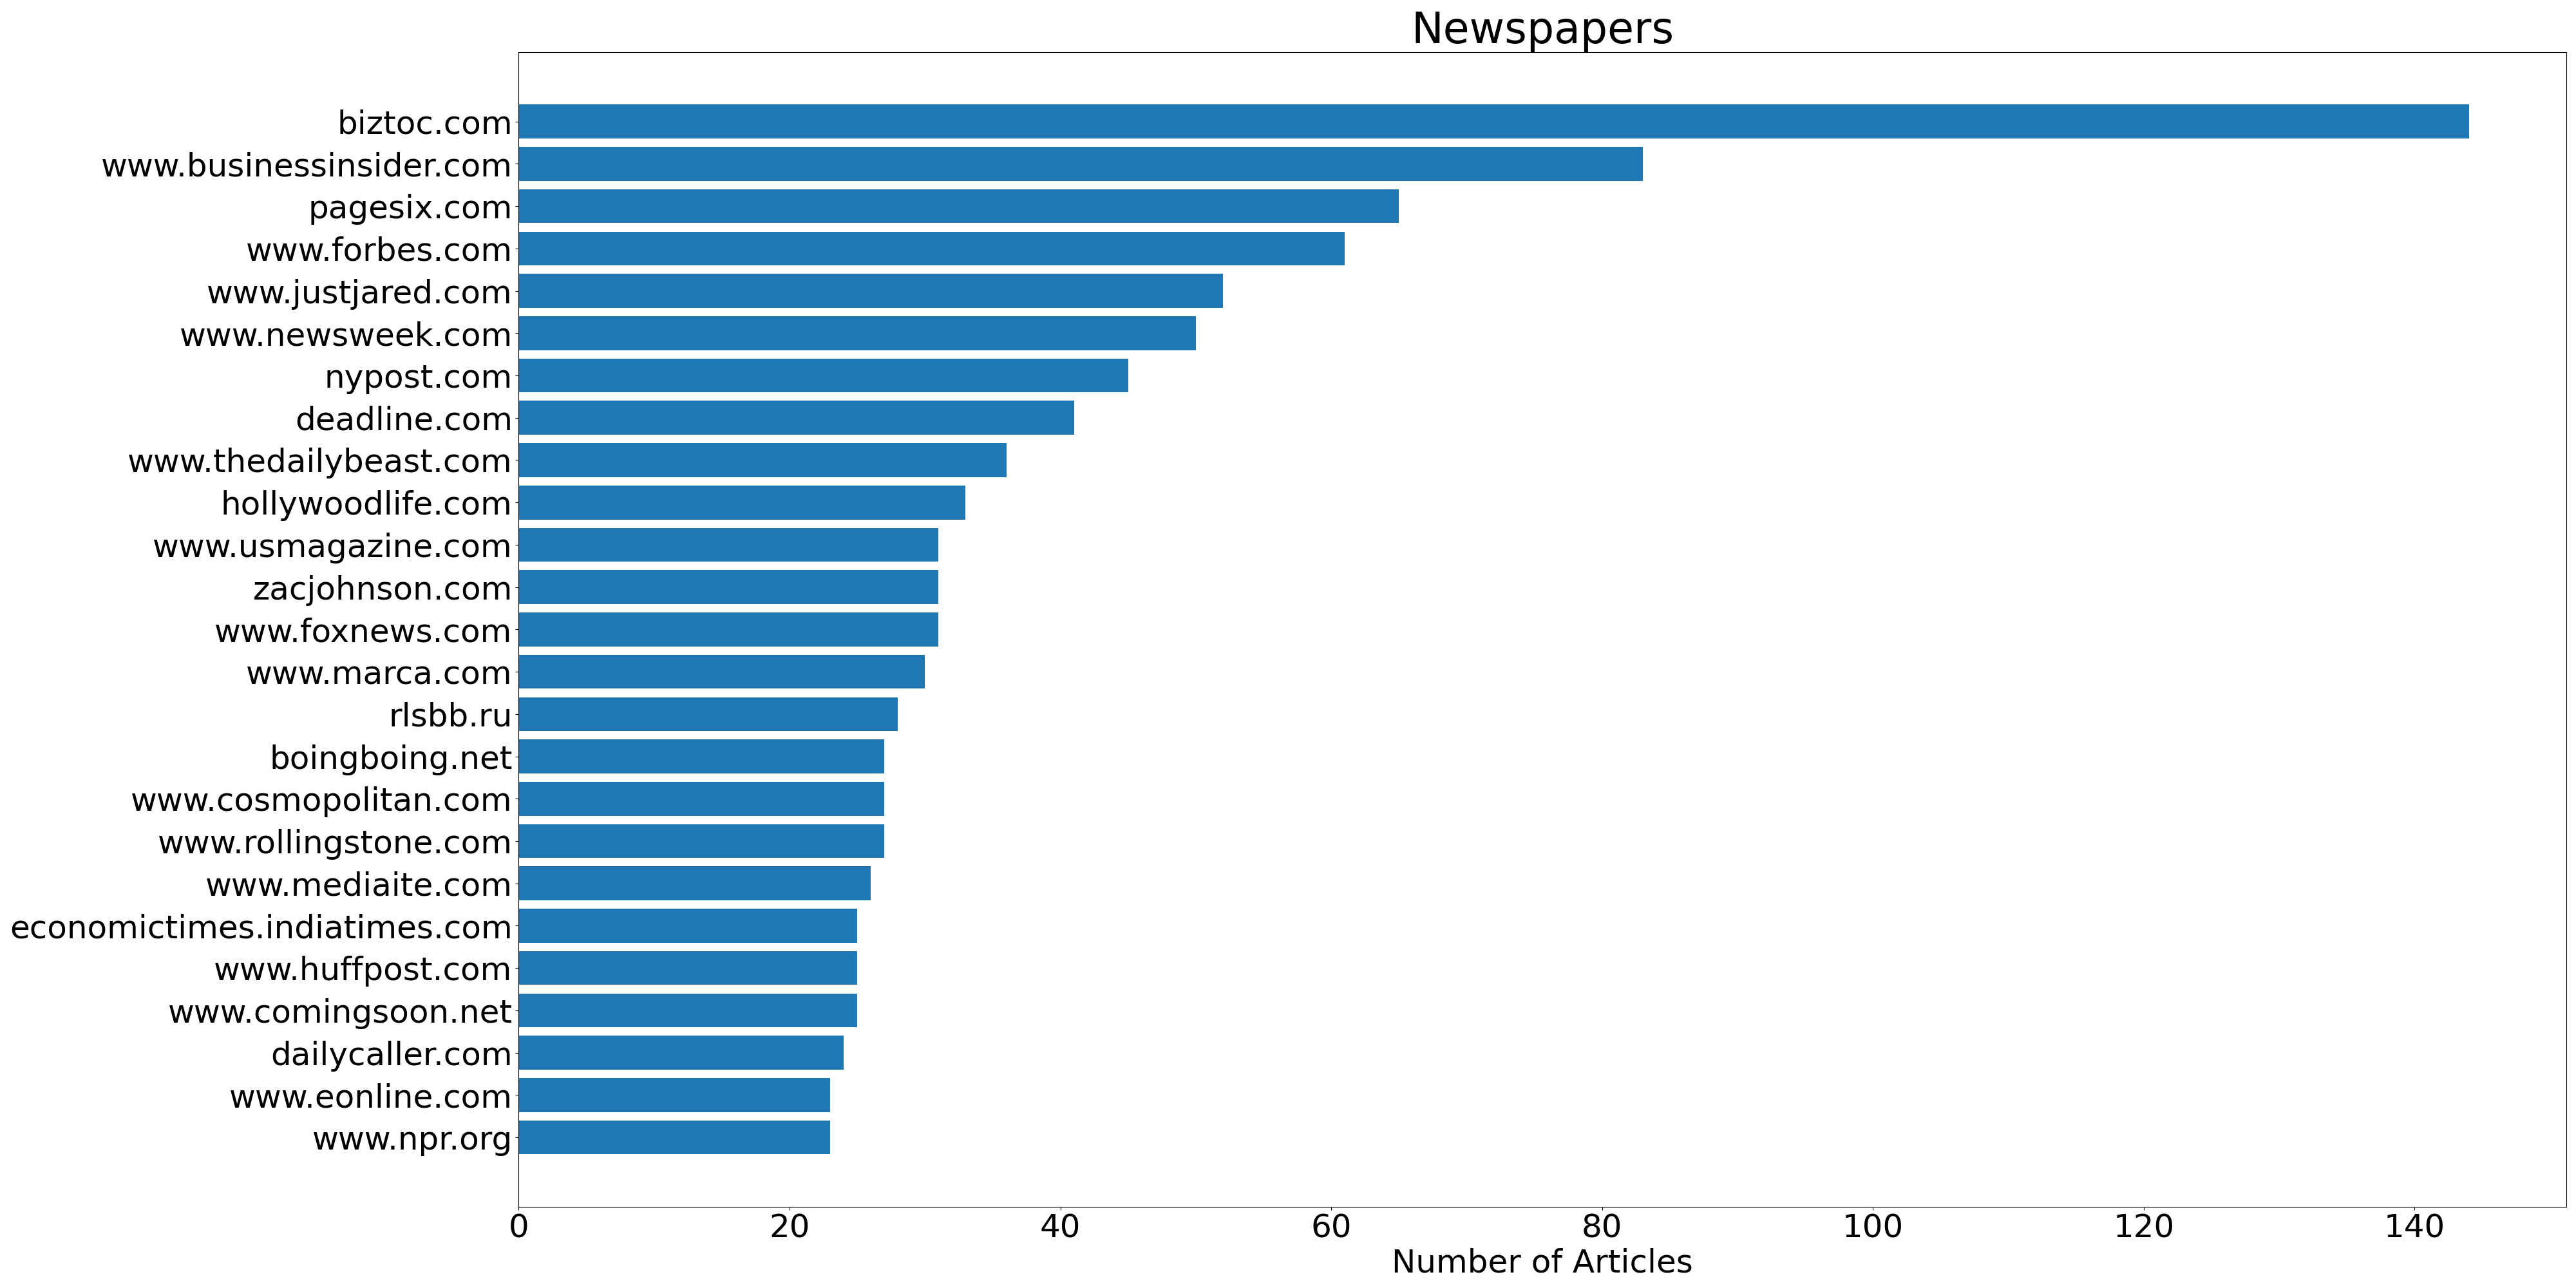 Newspapers
biztoc.com
www.businessinsider.com
pagesix.com
www.forbes.com
www.justjared.com
www.newsweek.com
nypost.com
deadline.com
www.thedailybeast.com
hollywoodlife.com
www.usmagazine.com
zacjohnson.com
www.foxnews.com
www.marca.com
rlsbb.ru
boingboing.net
www.cosmopolitan.com
www.rollingstone.com
www.mediaite.com
economictimes.indiatimes.com
www.huffpost.com
www.comingsoon.net
dailycaller.com
www.eonline.com
www.npr.org
0 20 40 60 80 100 120 140
Number of Articles